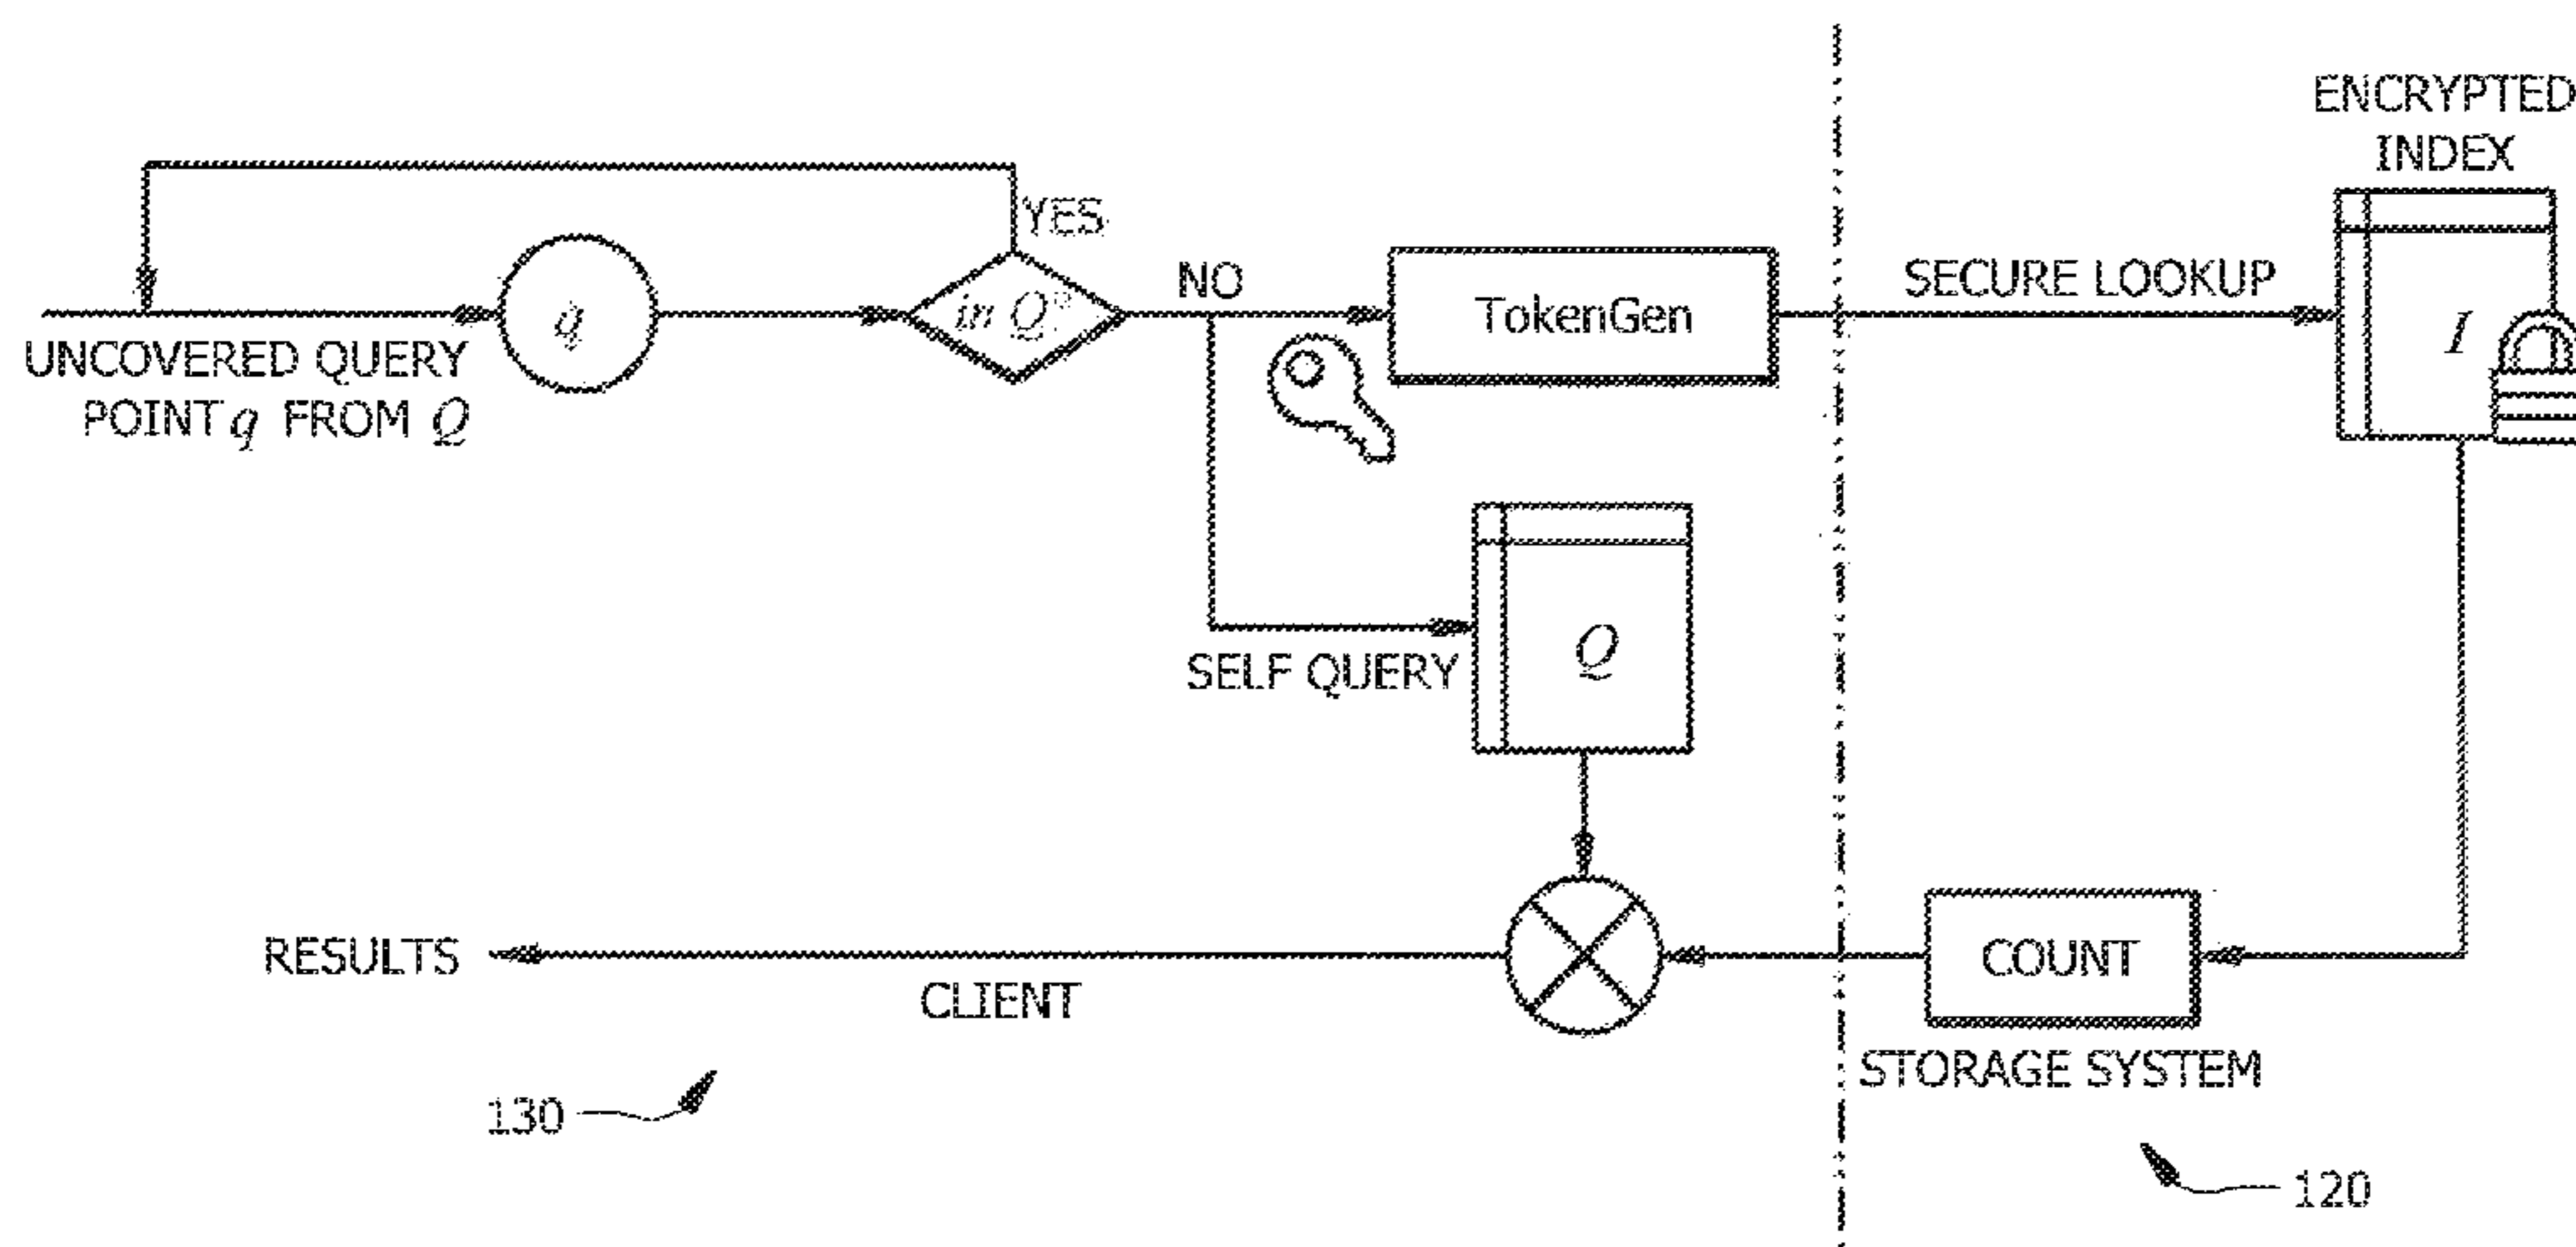 ENCRYPTED
INDEX
YES
NO
q
in Q?
TokenGen
SECURE LOOKUP
I
UNCOVERED QUERY
POINT q FROM Q
SELF QUERY
Q
RESULTS
CLIENT
COUNT
STORAGE SYSTEM
130
120